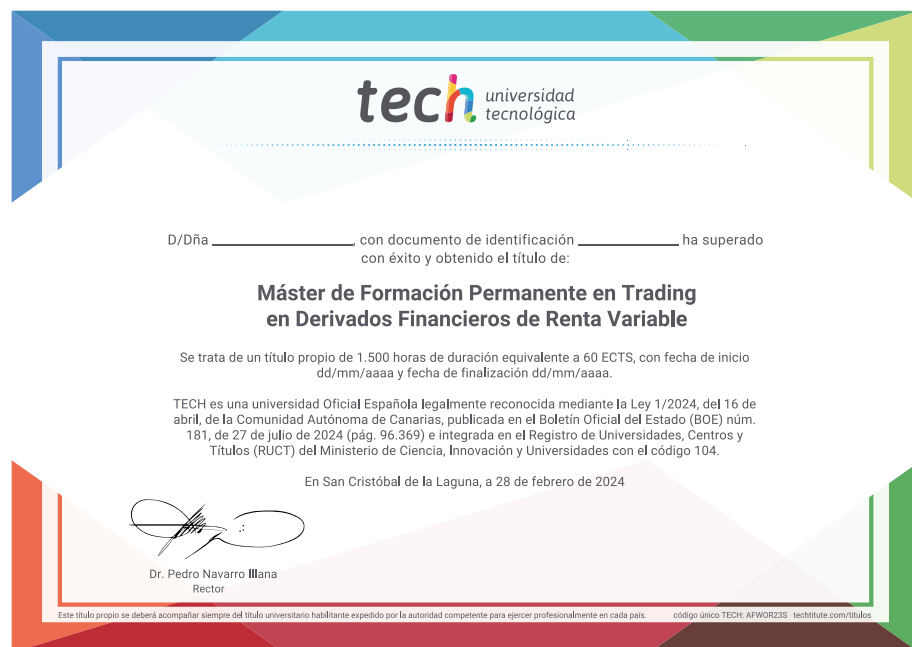 tech universidad
tecnológica
D/Dña ______________, con documento de identificación __________ ha superado
con éxito y obtenido el título de:
Máster de Formación Permanente en Trading
en Derivados Financieros de Renta Variable
Se trata de un título propio de 1.500 horas de duración equivalente a 60 ECTS, con fecha de inicio
dd/mm/aaaa y fecha de finalización dd/mm/aaaa.
TECH es una universidad Oficial Española legalmente reconocida mediante la Ley 1/2024, del 16 de
abril, de la Comunidad Autónoma de Canarias, publicada en el Boletín Oficial del Estado (BOE) núm.
181, de 27 de julio de 2024 (pág. 96.369) e integrada en el Registro de Universidades, Centros y
Títulos (RUCT) del Ministerio de Ciencia, Innovación y Universidades con el código 104.
En San Cristóbal de la Laguna, a 28 de febrero de 2024
Dr. Pedro Navarro Illana
Rector
Este título propio se deberá acompañar siempre del título universitario habilitante expedido por la autoridad competente para ejercer profesionalmente en cada país. código único TECH: AFWOR23S techtitute.com/titulos